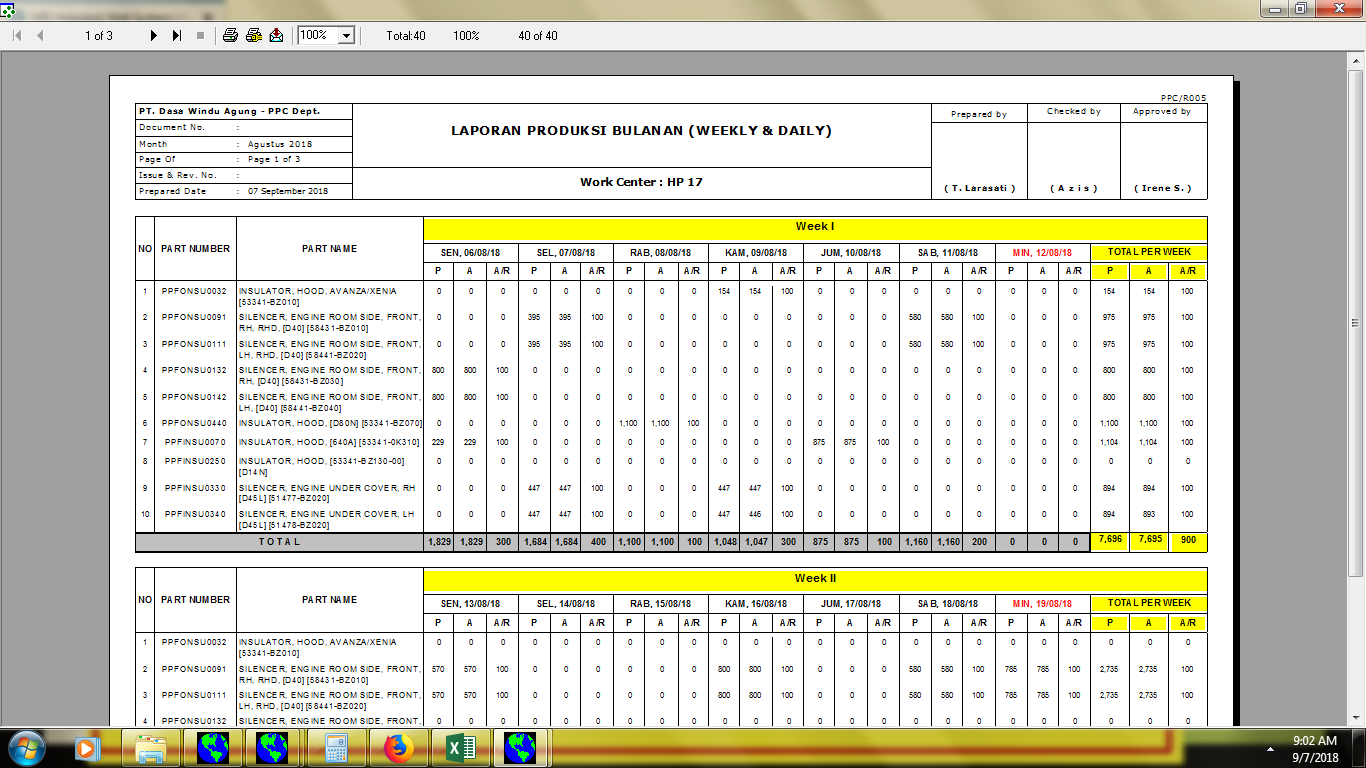 1 of 3 100% Total:40 100% 40 of 40
PPC/R005
PT. Dasa Windu Agung - PPC Dept.
Document No. :
Month : Agustus 2018
Page Of : Page 1 of 3
Issue & Rev. No. :
Prepared Date : 07 September 2018
LAPORAN PRODUKSI BULANAN (WEEKLY & DAILY)
Work Center : HP 17
Prepared by Checked by Approved by
( T. Larasati ) ( A z i s ) ( Irene S. )
Week I
NO PART NUMBER PART NAME SEN, 06/08/18 SEL, 07/08/18 RAB, 08/08/18 KAM, 09/08/18 JUM, 10/08/18 SAB, 11/08/18 MIN, 12/08/18 TOTAL PER WEEK
P A A/R P A A/R P A A/R P A A/R P A A/R P A A/R P A A/R P A A/R
1 PPFONSU0032 INSULATOR, HOOD, AVANZA/XENIA 0 0 0 0 0 0 0 0 0 154 154 100 0 0 0 0 0 0 0 0 0 154 154 100
[53341-BZ010]
2 PPFONSU0091 SILENCER, ENGINE ROOM SIDE, FRONT, 0 0 0 395 395 100 0 0 0 0 0 0 0 0 0 580 580 100 0 0 0 975 975 100
RH, RHD, [D40] [58431-BZ010]
3 PPFONSU0111 SILENCER, ENGINE ROOM SIDE, FRONT, 0 0 0 395 395 100 0 0 0 0 0 0 0 0 0 580 580 100 0 0 0 975 975 100
LH, RHD, [D40] [58441-BZ020]
4 PPFONSU0132 SILENCER, ENGINE ROOM SIDE, FRONT, 800 800 100 0 0 0 0 0 0 0 0 0 0 0 0 0 0 0 0 0 0 800 800 100
RH, [D40] [58431-BZ030]
5 PPFONSU0142 SILENCER, ENGINE ROOM SIDE, FRONT, 800 800 100 0 0 0 0 0 0 0 0 0 0 0 0 0 0 0 0 0 0 800 800 100
LH, [D40] [58441-BZ040]
6 PPFONSU0440 INSULATOR, HOOD, [D80N] [53341-BZ070] 0 0 0 0 0 0 1,100 1,100 100 0 0 0 0 0 0 0 0 0 0 0 0 1,100 1,100 100
7 PPFINSU0070 INSULATOR, HOOD, [640A] [53341-0K310] 229 229 100 0 0 0 0 0 0 0 0 0 875 875 100 0 0 0 0 0 0 1,104 1,104 100
8 PPFINSU0250 INSULATOR, HOOD, [53341-BZ130-00] 0 0 0 0 0 0 0 0 0 0 0 0 0 0 0 0 0 0 0 0 0 0 0 0
[D14N]
9 PPFINSU0330 SILENCER, ENGINE UNDER COVER, RH 0 0 0 447 447 100 0 0 0 447 447 100 0 0 0 0 0 0 0 0 0 894 894 100
[D45L] [51477-BZ020]
10 PPFINSU0340 SILENCER, ENGINE UNDER COVER, LH 0 0 0 447 447 100 0 0 0 447 446 100 0 0 0 0 0 0 0 0 0 894 893 100
[D45L] [51478-BZ020]
T O T A L 1,829 1,829 300 1,684 1,684 400 1,100 1,100 100 1,048 1,047 300 875 875 100 1,160 1,160 200 0 0 0 7,696 7,695 900
Week II
NO PART NUMBER PART NAME SEN, 13/08/18 SEL, 14/08/18 RAB, 15/08/18 KAM, 16/08/18 JUM, 17/08/18 SAB, 18/08/18 MIN, 19/08/18 TOTAL PER WEEK
P A A/R P A A/R P A A/R P A A/R P A A/R P A A/R P A A/R P A A/R
1 PPFONSU0032 INSULATOR, HOOD, AVANZA/XENIA 0 0 0 0 0 0 0 0 0 0 0 0 0 0 0 0 0 0 0 0 0 0 0 0
[53341-BZ010]
2 PPFONSU0091 SILENCER, ENGINE ROOM SIDE, FRONT, 570 570 100 0 0 0 0 0 0 800 800 100 0 0 0 580 580 100 785 785 100 2,735 2,735 100
RH, RHD, [D40] [58431-BZ010]
3 PPFONSU0111 SILENCER, ENGINE ROOM SIDE, FRONT, 570 570 100 0 0 0 0 0 0 800 800 100 0 0 0 580 580 100 785 785 100 2,735 2,735 100
LH, RHD, [D40] [58441-BZ020]
4 PPFONSU0132 SILENCER, ENGINE ROOM SIDE, FRONT, 0 0 0 0 0 0 0 0 0 0 0 0 0 0 0 0 0 0 0 0 0 0 0 0
9:02 AM
9/7/2018